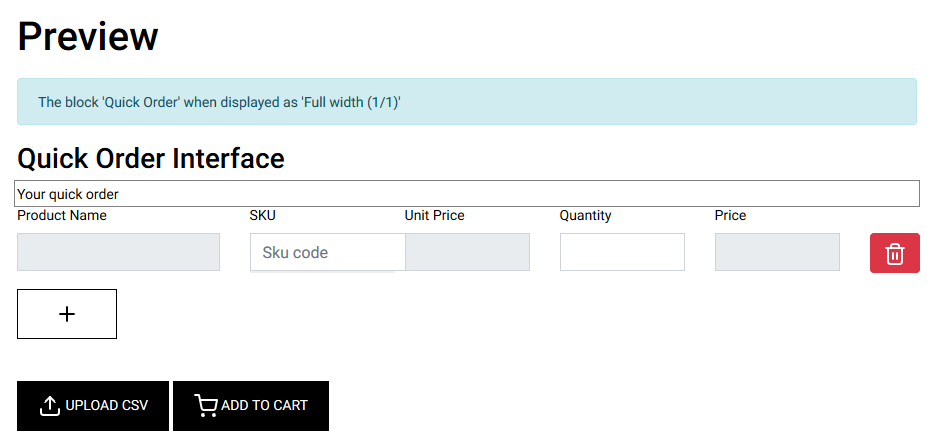 Preview
The block 'Quick Order' when displayed as 'Full width (1/1)'
Quick Order Interface
Your quick order
Product Name SKU Unit Price Quantity Price
Sku code
UPLOAD CSV ADD TO CART